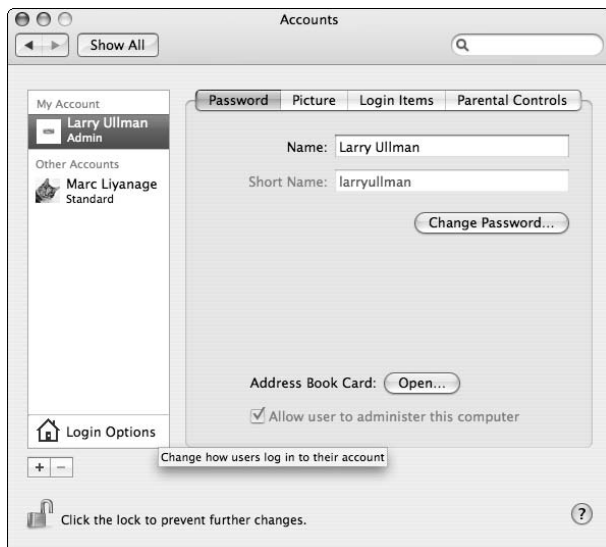 Accounts
Show All
My Account
Larry Ullman
Admin
Other Accounts
Marc Liyanage
Standard
Login Options
Password Picture Login Items Parental Controls
Name: Larry Ullman
Short Name: larryullman
Change Password...
Address Book Card: Open...
Allow user to administer this computer
Change how users log in to their account
+ −
Click the lock to prevent further changes.
?